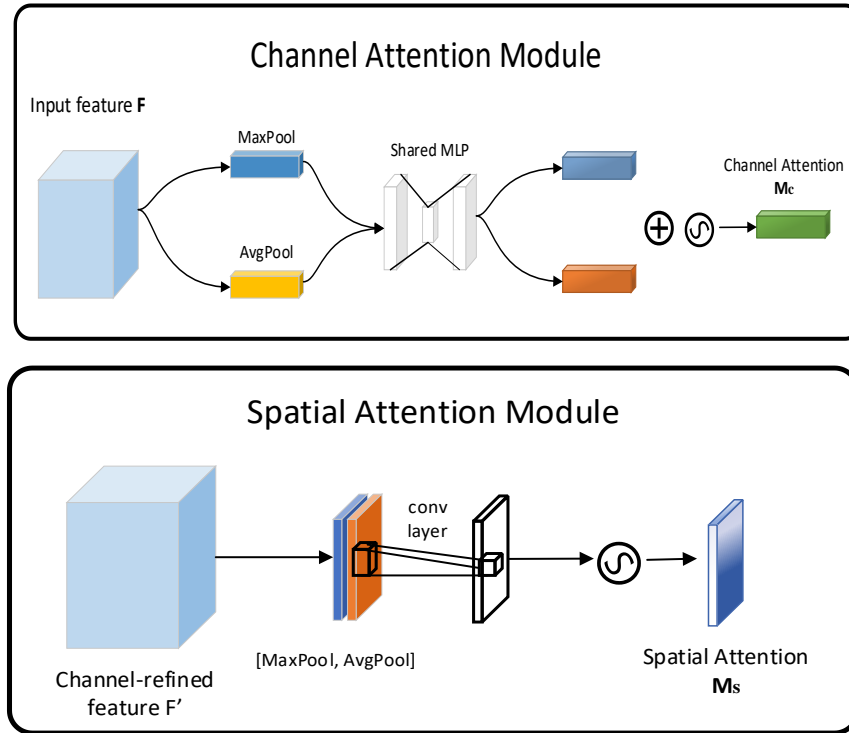 Channel Attention Module
Input feature F
MaxPool
Shared MLP
Channel Attention
Mc
AvgPool
Spatial Attention Module
conv
layer
[MaxPool, AvgPool]
Channel-refined
feature F’
Spatial Attention
Ms